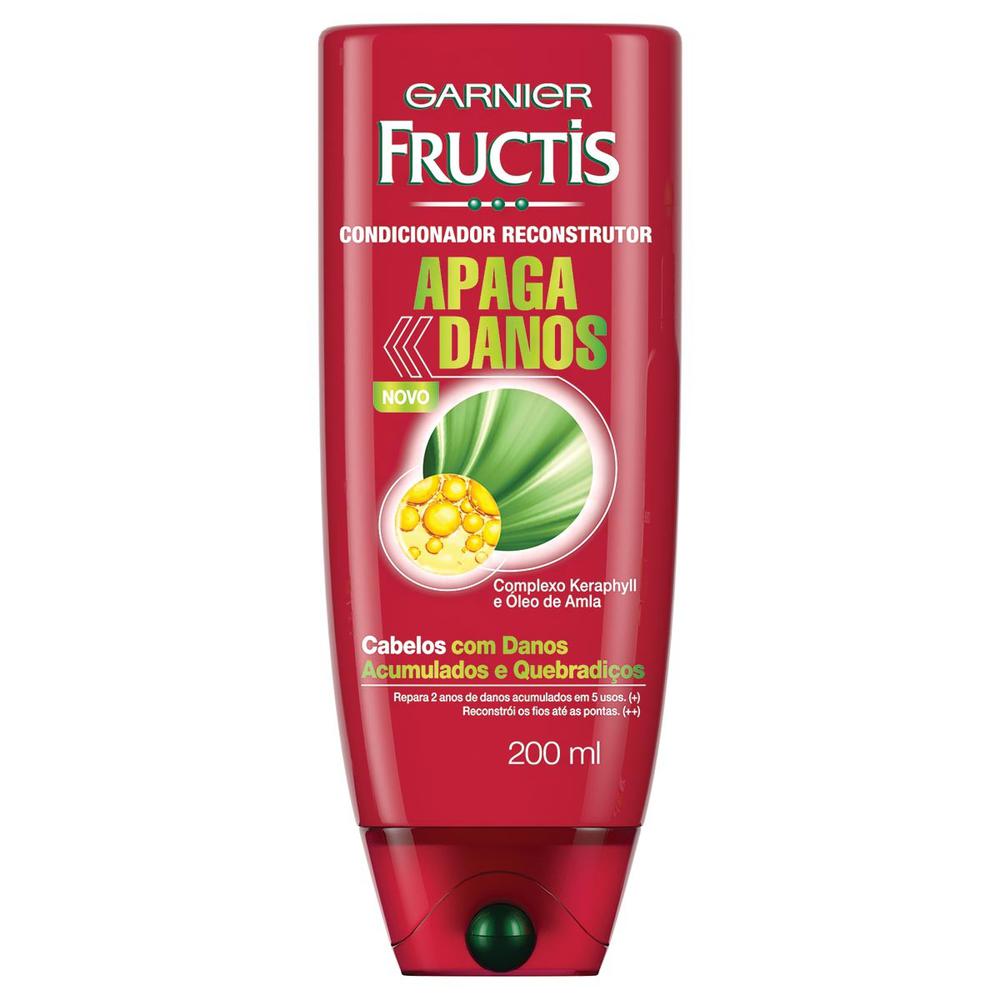 GARNIER
FRUCTIS
CONDICIONADOR RECONSTRUTOR
APAGA
DANOS
NOVO
Complexo Keraphyll
e Óleo de Amla
Cabelos com Danos
Acumulados e Quebradiços
Repara 2 anos de danos acumulados em 5 usos. (+)
Reconstrói os fios até as pontas. (++)
200 ml